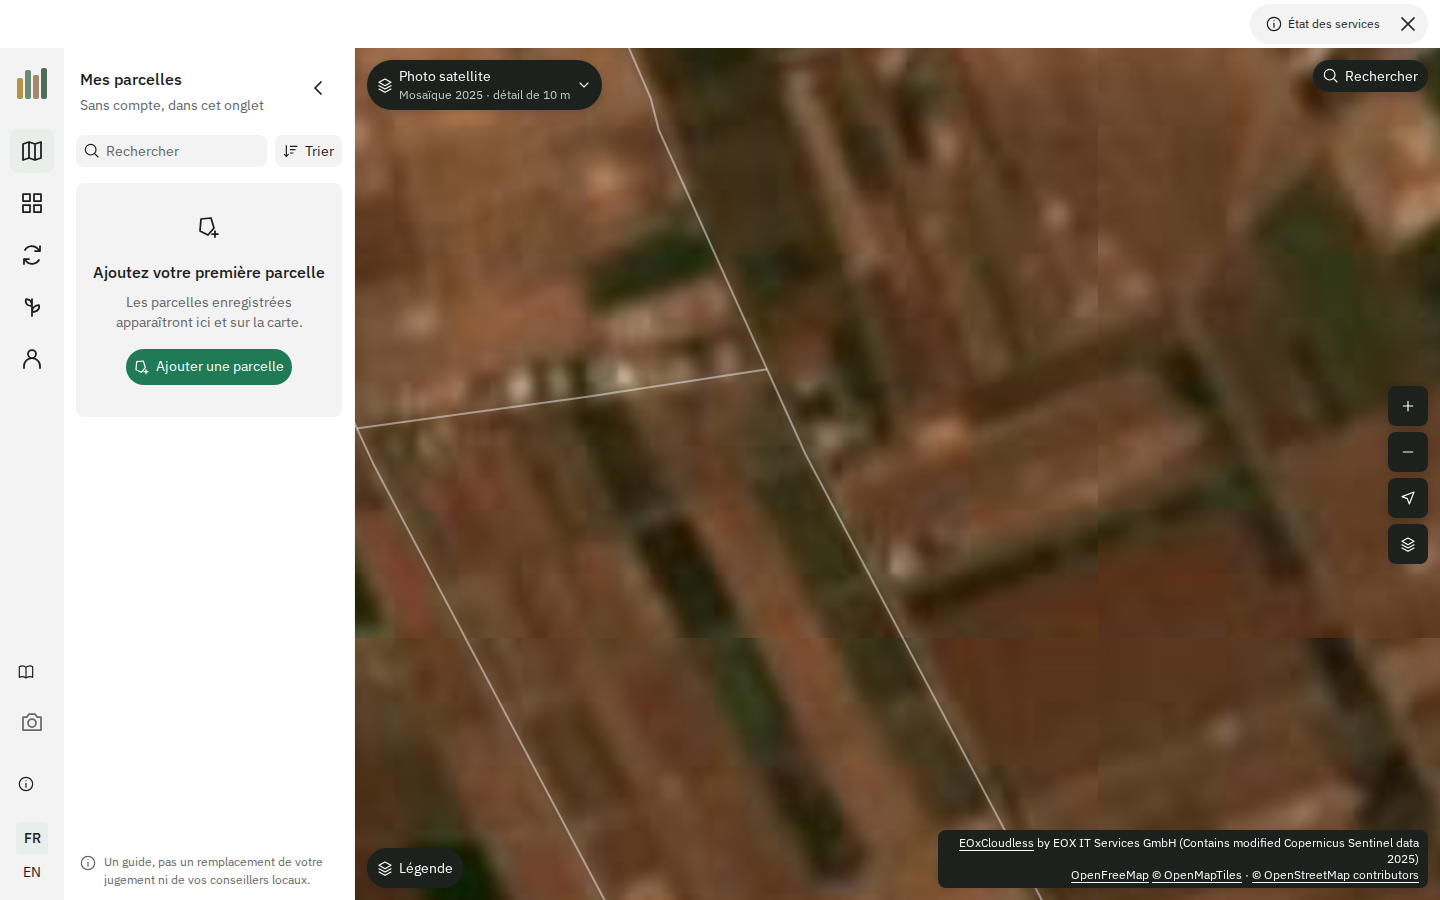 État des services
Mes parcelles
Sans compte, dans cet onglet
Rechercher
Trier
Ajoutez votre première parcelle
Les parcelles enregistrées
apparaîtront ici et sur la carte.
Ajouter une parcelle
Un guide, pas un remplacement de votre
jugement ni de vos conseillers locaux.
FR
EN
Photo satellite
Mosaïque 2025 · détail de 10 m
Rechercher
Légende
EOxCloudless by EOX IT Services GmbH (Contains modified Copernicus Sentinel data
2025)
OpenFreeMap © OpenMapTiles · © OpenStreetMap contributors